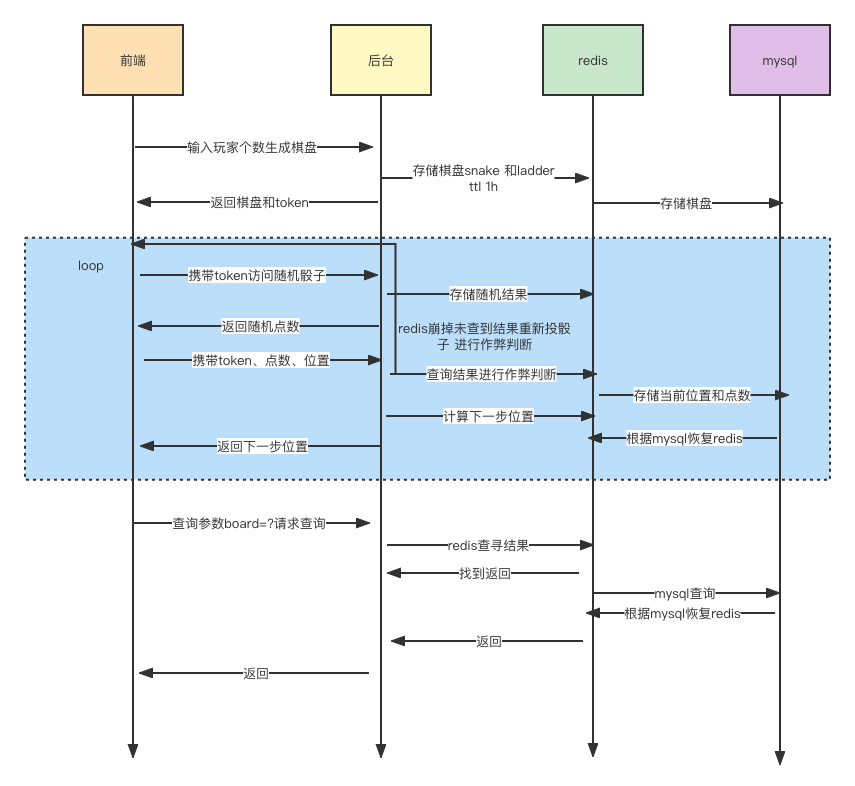 前端
后台
redis
mysql
输入玩家个数生成棋盘
存储棋盘snake 和ladder
ttl 1h
返回棋盘和token
存储棋盘
loop
携带token访问随机骰子
存储随机结果
返回随机点数
redis崩掉未查到结果重新投骰
子 进行作弊判断
携带token、点数、位置
查询结果进行作弊判断
存储当前位置和点数
计算下一步位置
根据mysql恢复redis
返回下一步位置
查询参数board=?请求查询
redis查寻结果
找到返回
mysql查询
根据mysql恢复redis
返回
返回